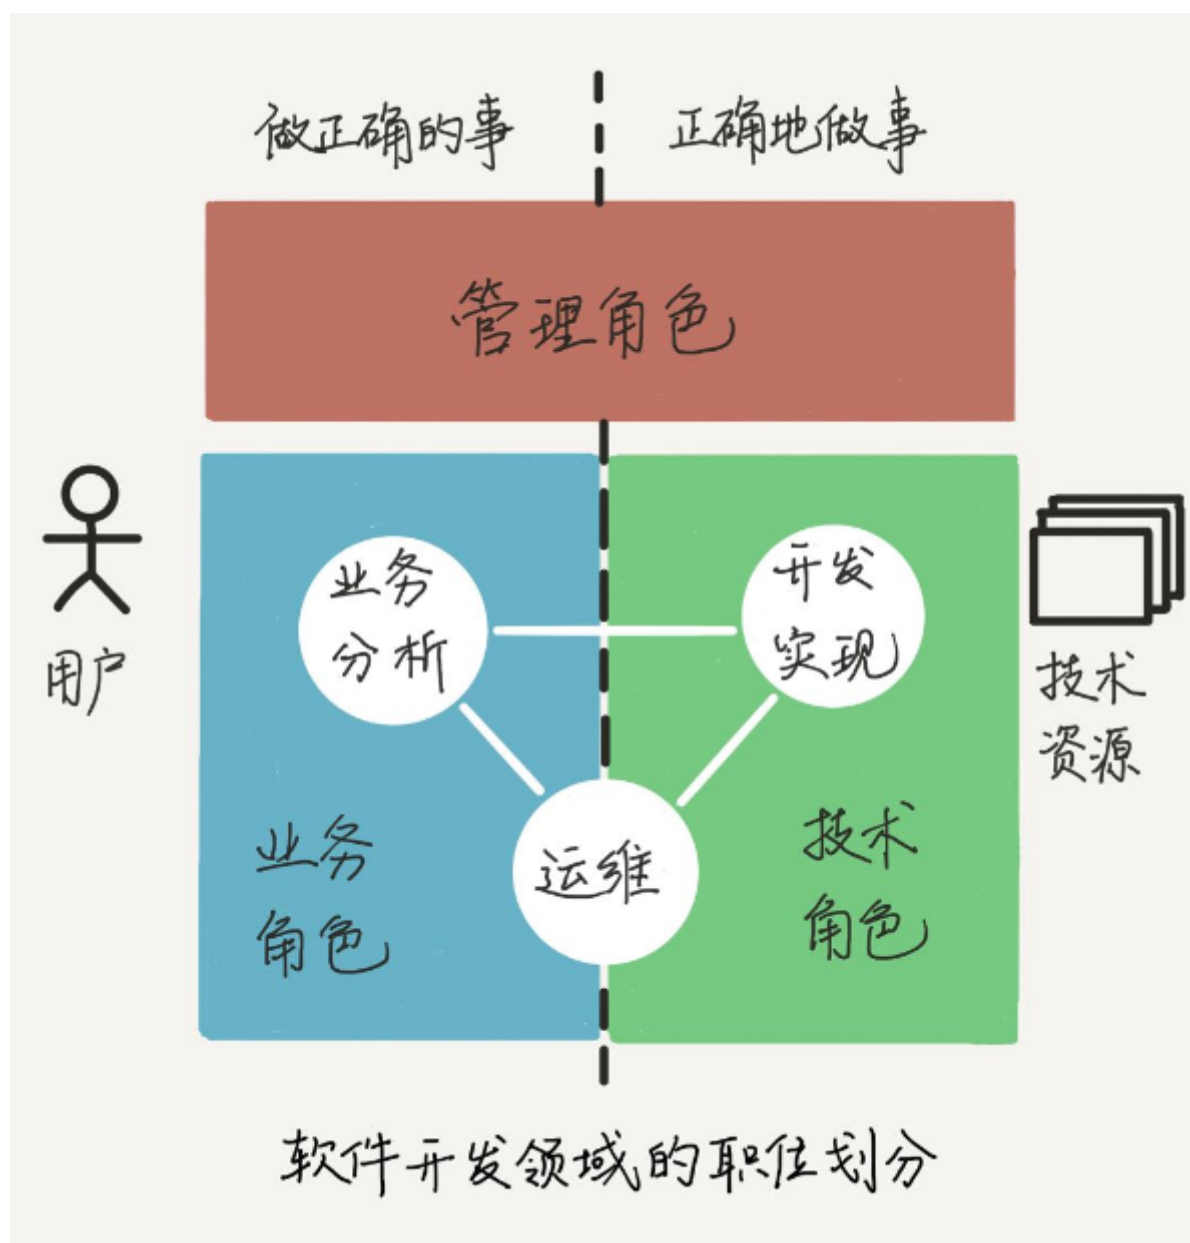 做正确的事
正确地做事
管理角色
用户
业务
分析
开发
实现
技术
资源
运维
业务
角色
技术
角色
软件开发领域的职位划分